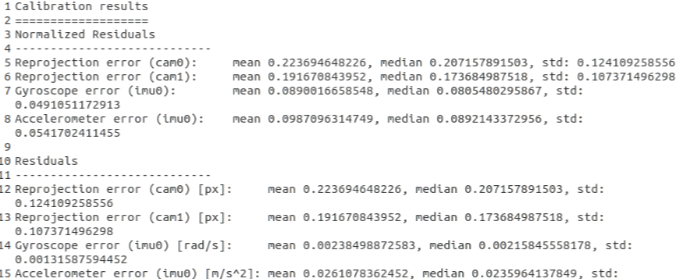 1 Calibration results
2 ====================
3 Normalized Residuals
4 ----------------------------
5 Reprojection error (cam0):     mean 0.223694648226, median 0.207157891503, std: 0.124109258556
6 Reprojection error (cam1):     mean 0.191670843952, median 0.173684987518, std: 0.107371496298
7 Gyroscope error (imu0):        mean 0.0890016658548, median 0.0805480295867, std:
0.0491051172913
8 Accelerometer error (imu0):    mean 0.0987096314749, median 0.0892143372956, std:
0.0541702411455
9
10 Residuals
11 ----------------------------
12 Reprojection error (cam0) [px]:     mean 0.223694648226, median 0.207157891503, std:
0.124109258556
13 Reprojection error (cam1) [px]:     mean 0.191670843952, median 0.173684987518, std:
0.107371496298
14 Gyroscope error (imu0) [rad/s]:     mean 0.00238498872583, median 0.00215845558178, std:
0.00131587594452
15 Accelerometer error (imu0) [m/s^2]: mean 0.0261078362452, median 0.0235964137849, std: